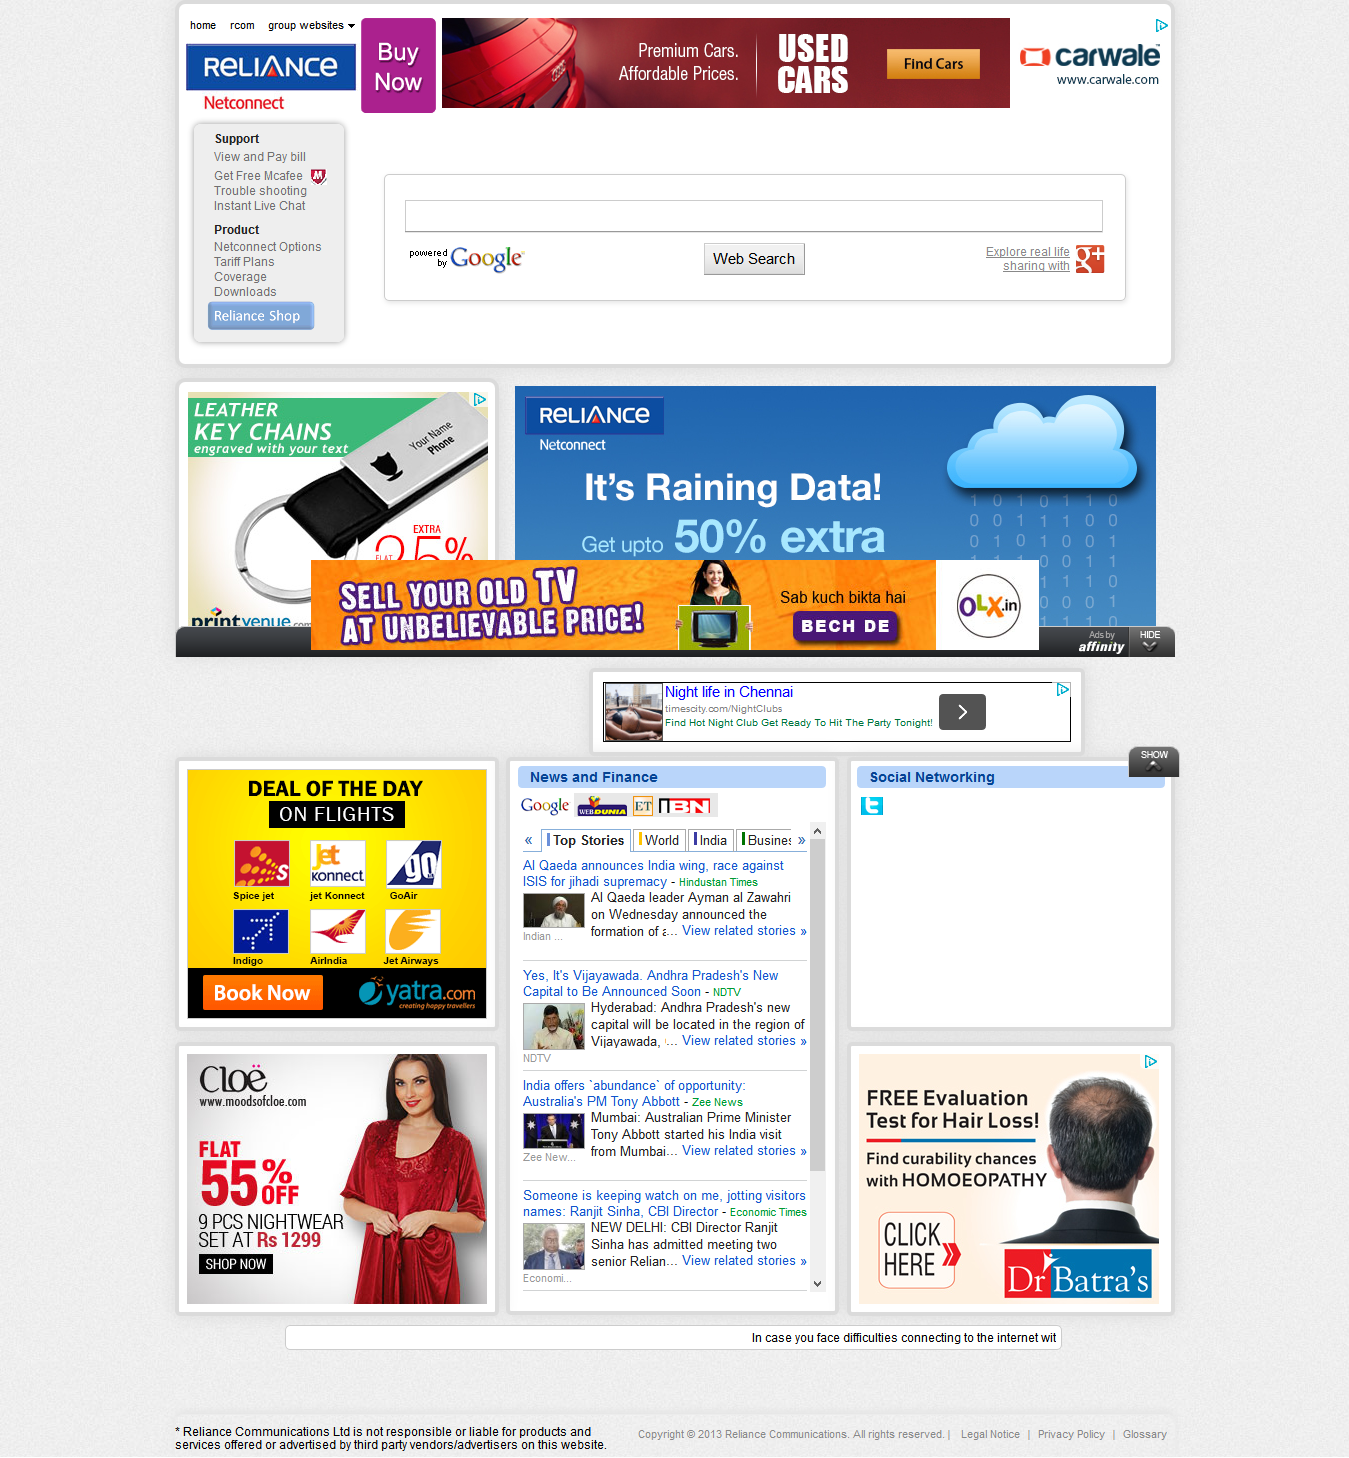 home rcom group websites
RELIANCE
Netconnect
Buy
Now
Premium Cars.
Affordable Prices.
USED
CARS
Find Cars
carwale
www.carwale.com
Support
View and Pay bill
Get Free Mcafee
Trouble shooting
Instant Live Chat
Product
Netconnect Options
Tariff Plans
Coverage
Downloads
Reliance Shop
powered
by Google
Web Search
Explore real life
sharing with
g+
LEATHER
KEY CHAINS
engraved with your text
Your Name
Phone
EXTRA
FLAT 25%
printvenue.com
RELIANCE
Netconnect
It's Raining Data!
Get upto 50% extra
1 0 1 0 1 1 0
SELL YOUR OLD TV
AT UNBELIEVABLE PRICE!
Sab kuch bikta hai
BECH DE
OLX.in
Ads by
affinity
HIDE
Night life in Chennai
timescity.com/NightClubs
Find Hot Night Club Get Ready To Hit The Party Tonight!
SHOW
DEAL OF THE DAY
ON FLIGHTS
Spice jet
jet Konnect
GoAir
Indigo
AirIndia
Jet Airways
Book Now
yatra.com
creating happy travellers
News and Finance
Google WEBDUNIA ET IBN
« Top Stories World India Busines »
Al Qaeda announces India wing, race against
ISIS for jihadi supremacy - Hindustan Times
Al Qaeda leader Ayman al Zawahri
on Wednesday announced the
formation of a... View related stories »
Indian ...
Yes, It's Vijayawada. Andhra Pradesh's New
Capital to Be Announced Soon - NDTV
Hyderabad: Andhra Pradesh's new
capital will be located in the region of
Vijayawada, ... View related stories »
NDTV
India offers `abundance` of opportunity:
Australia's PM Tony Abbott - Zee News
Mumbai: Australian Prime Minister
Tony Abbott started his India visit
from Mumbai... View related stories »
Zee New...
Someone is keeping watch on me, jotting visitors
names: Ranjit Sinha, CBI Director - Economic Times
NEW DELHI: CBI Director Ranjit
Sinha has admitted meeting two
senior Relian... View related stories »
Economi...
Social Networking
Cloë
www.moodsofcloe.com
FLAT
55%
OFF
9 PCS NIGHTWEAR
SET AT Rs 1299
SHOP NOW
FREE Evaluation
Test for Hair Loss!
Find curability chances
with HOMOEOPATHY
CLICK
HERE
Dr Batra's
In case you face difficulties connecting to the internet wit
* Reliance Communications Ltd is not responsible or liable for products and
services offered or advertised by third party vendors/advertisers on this website.
Copyright © 2013 Reliance Communications. All rights reserved. | Legal Notice | Privacy Policy | Glossary